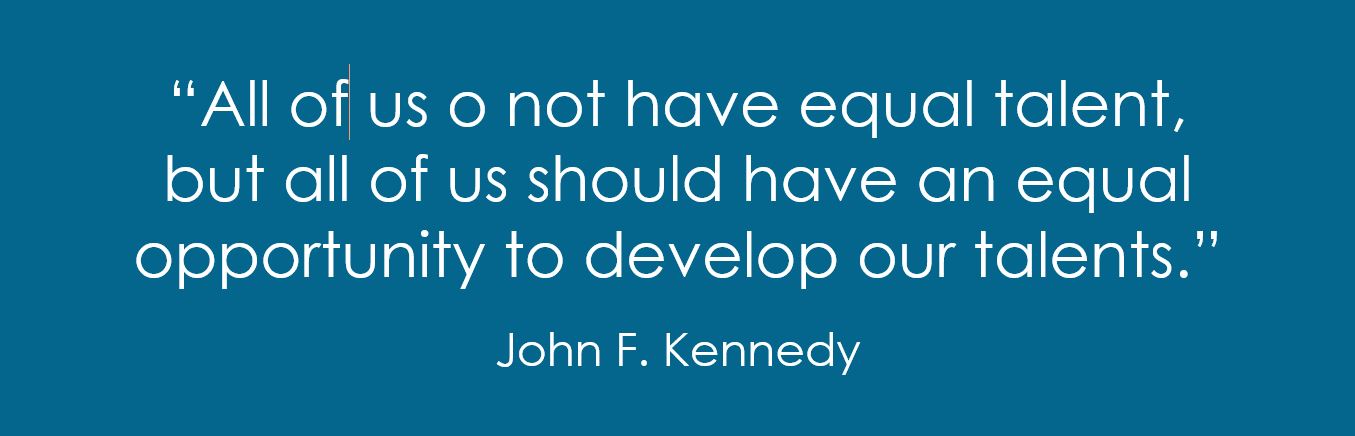 “All of us o not have equal talent,
but all of us should have an equal
opportunity to develop our talents.”
John F. Kennedy